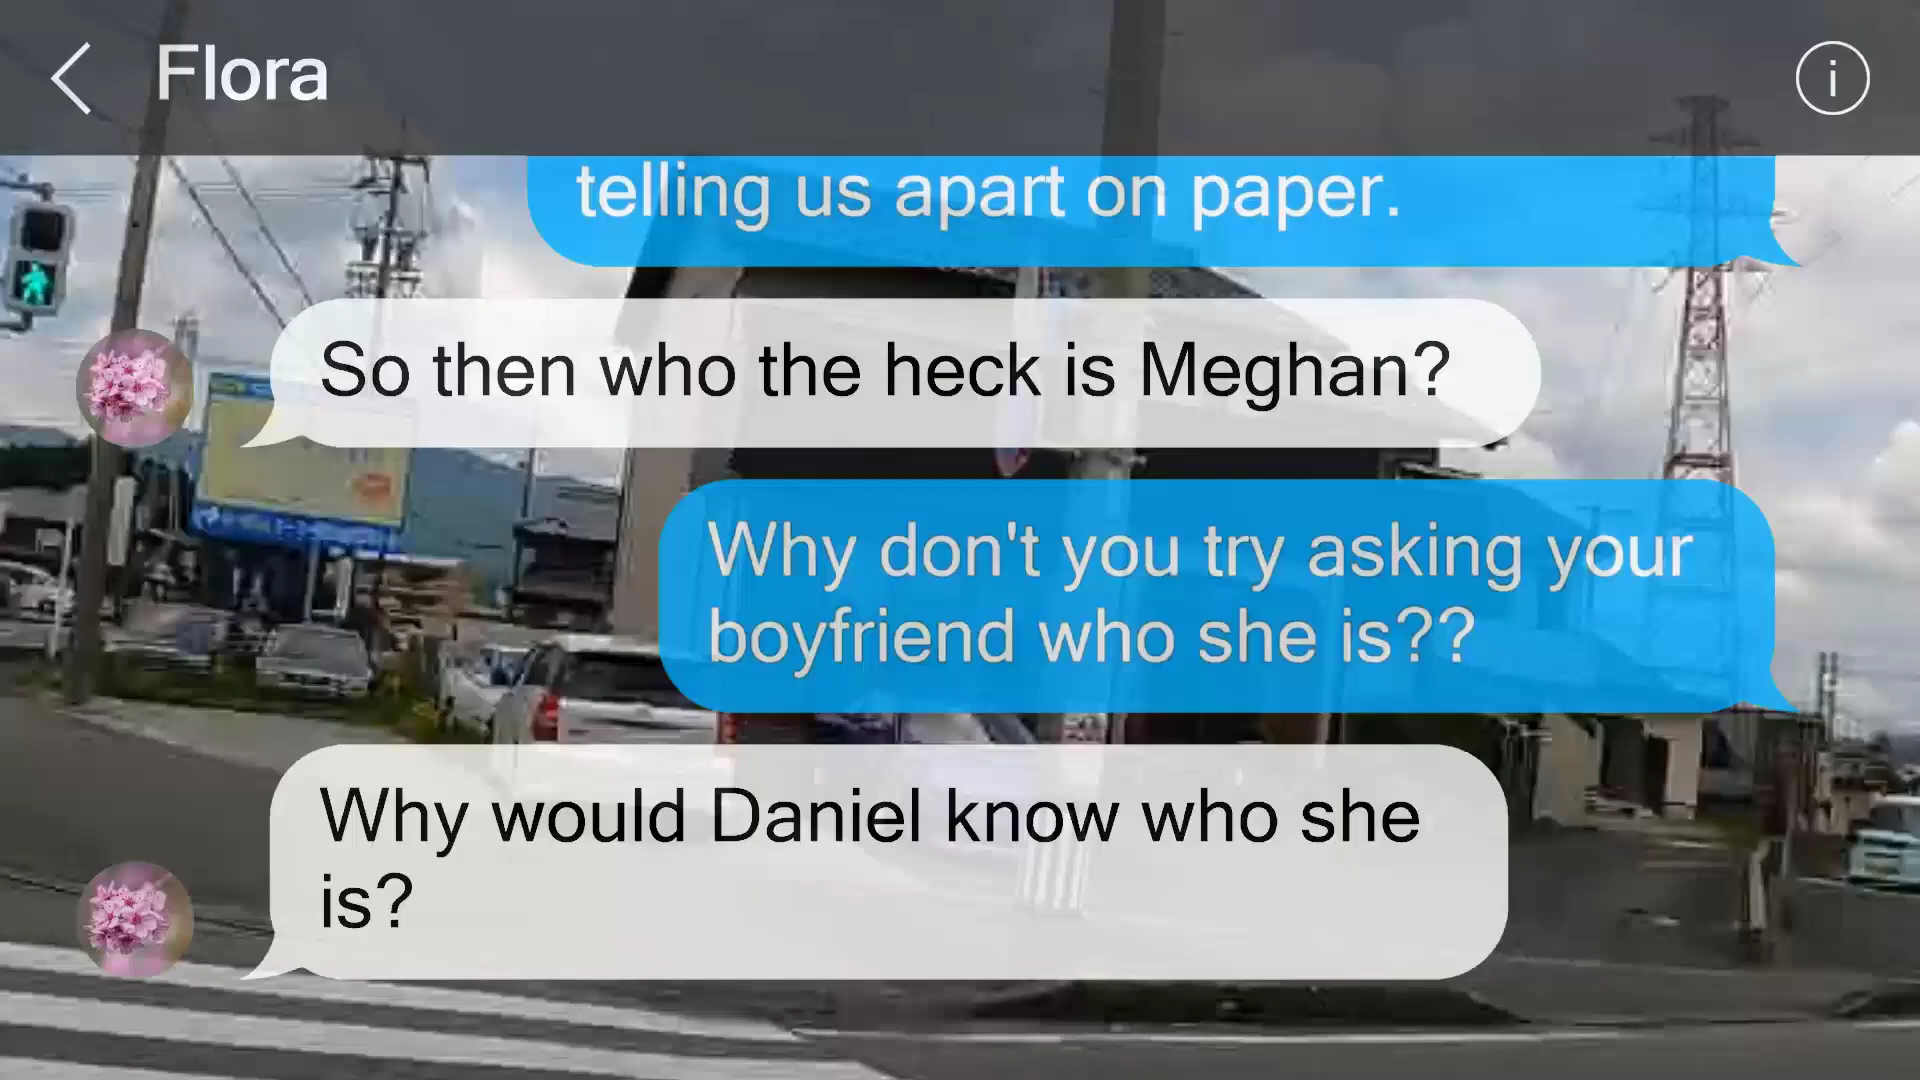 Flora
telling us apart on paper.
So then who the heck is Meghan?
Why don't you try asking your
boyfriend who she is??
Why would Daniel know who she
is?